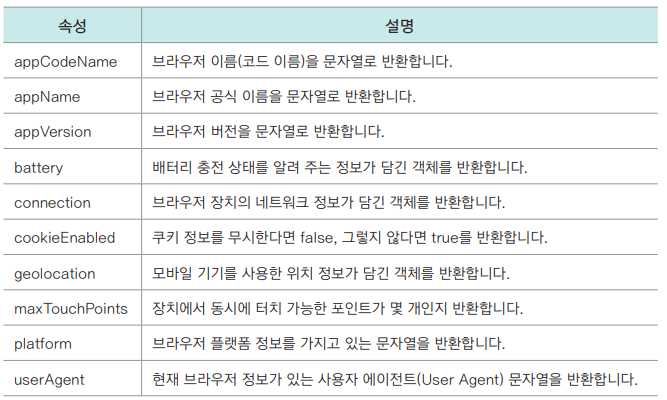 속성 설명
appCodeName 브라우저 이름(코드 이름)을 문자열로 반환합니다.
appName 브라우저 공식 이름을 문자열로 반환합니다.
appVersion 브라우저 버전을 문자열로 반환합니다.
battery 배터리 충전 상태를 알려 주는 정보가 담긴 객체를 반환합니다.
connection 브라우저 장치의 네트워크 정보가 담긴 객체를 반환합니다.
cookieEnabled 쿠키 정보를 무시한다면 false, 그렇지 않다면 true를 반환합니다.
geolocation 모바일 기기를 사용한 위치 정보가 담긴 객체를 반환합니다.
maxTouchPoints 장치에서 동시에 터치 가능한 포인트가 몇 개인지 반환합니다.
platform 브라우저 플랫폼 정보를 가지고 있는 문자열을 반환합니다.
userAgent 현재 브라우저 정보가 있는 사용자 에이전트(User Agent) 문자열을 반환합니다.